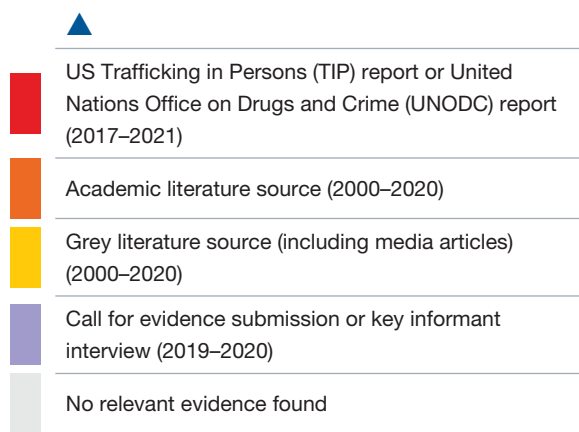 US Trafficking in Persons (TIP) report or United
Nations Office on Drugs and Crime (UNODC) report
(2017–2021)
Academic literature source (2000–2020)
Grey literature source (including media articles)
(2000–2020)
Call for evidence submission or key informant
interview (2019–2020)
No relevant evidence found